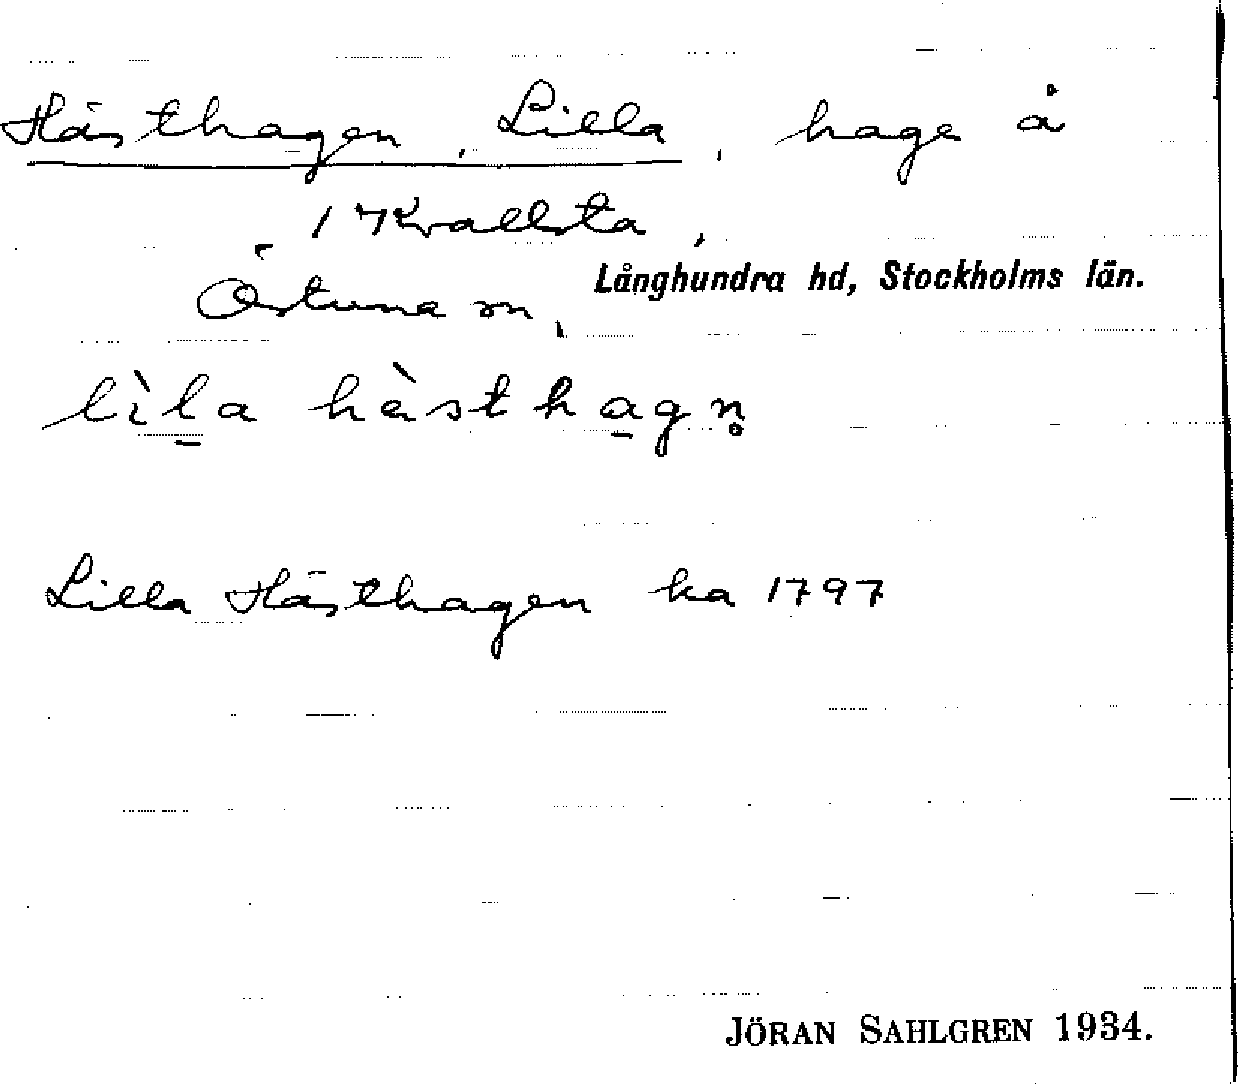 Hästhagen, Lilla, hage å
1 Kvallsta,
Östuna sn, Långhundra hd, Stockholms län.
lìla hästhagn̥
Lilla Hästhagen ka 1797
JÖRAN SAHLGREN 1934.